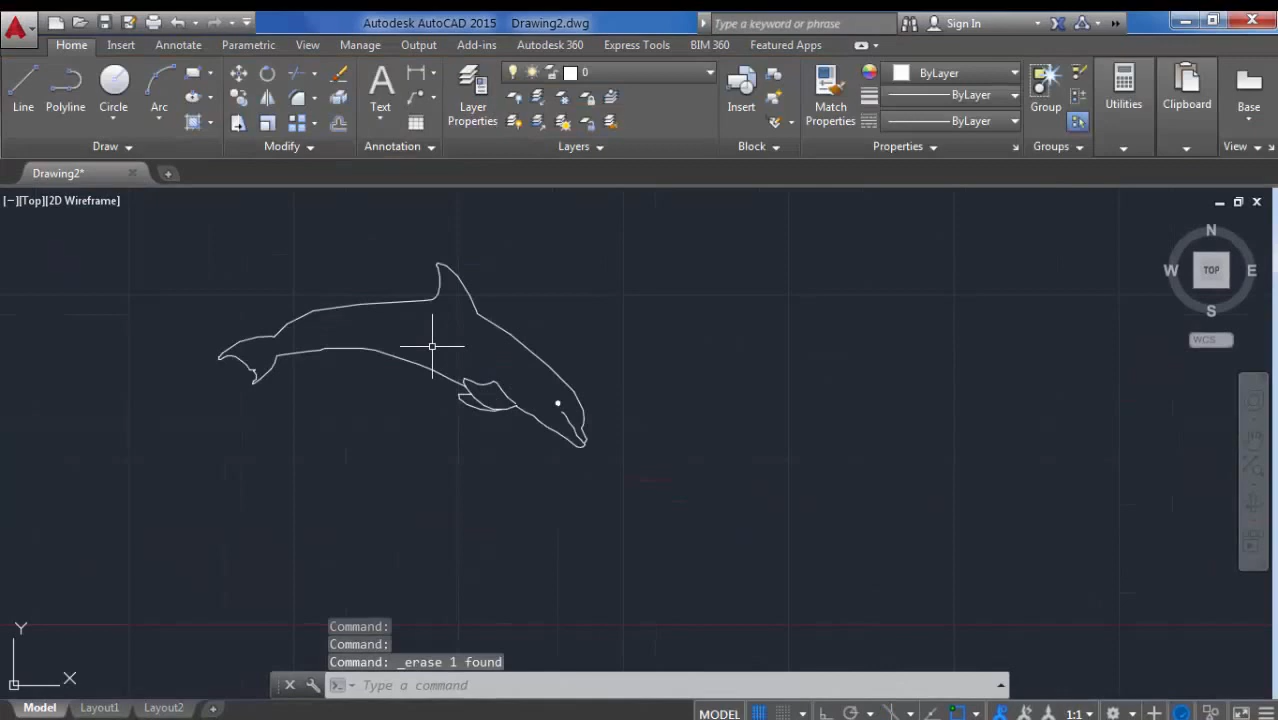 Autodesk AutoCAD 2015 Drawing2.dwg Type a keyword or phrase Sign In
Home Insert Annotate Parametric View Manage Output Add-ins Autodesk 360 Express Tools BIM 360 Featured Apps
Line Polyline Circle Arc
Text
Layer Properties
0
Insert
Match Properties
ByLayer
ByLayer
ByLayer
Group
Utilities
Clipboard
Base
Draw Modify Annotation Layers Block Properties Groups View
Drawing2*
[−][Top][2D Wireframe]
N
W TOP E
S
WCS
Y
X
Command:
Command:
Command: _erase 1 found
Type a command
Model Layout1 Layout2
MODEL 1:1